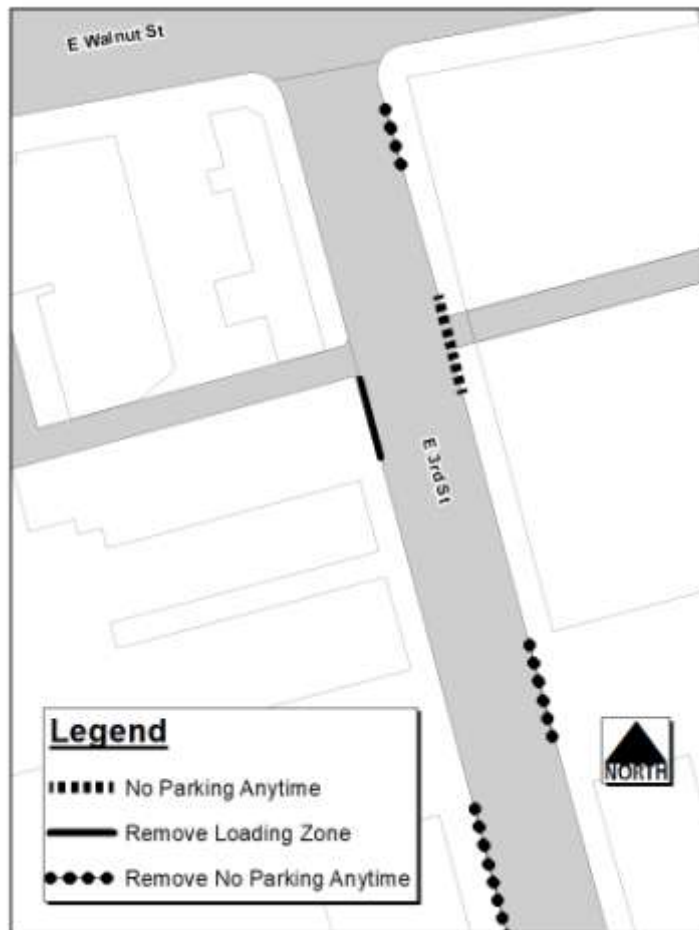 E Walnut St
E 3rd St
Legend
No Parking Anytime
Remove Loading Zone
Remove No Parking Anytime
NORTH